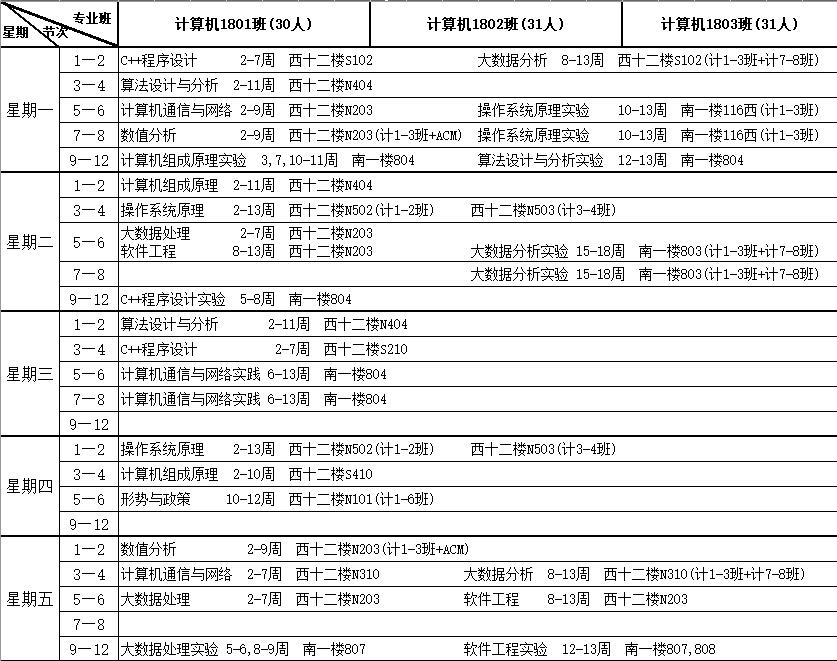 专业班 计算机1801班(30人) 计算机1802班(31人) 计算机1803班(31人)
星期 节次
星期一
1—2 C++程序设计 2-7周 西十二楼S102 大数据分析 8-13周 西十二楼S102(计1-3班+计7-8班)
3—4 算法设计与分析 2-11周 西十二楼N404
5—6 计算机通信与网络 2-9周 西十二楼N203 操作系统原理实验 10-13周 南一楼116西(计1-3班)
7—8 数值分析 2-9周 西十二楼N203(计1-3班+ACM) 操作系统原理实验 10-13周 南一楼116西(计1-3班)
9—12 计算机组成原理实验 3,7,10-11周 南一楼804 算法设计与分析实验 12-13周 南一楼804
星期二
1—2 计算机组成原理 2-11周 西十二楼N404
3—4 操作系统原理 2-13周 西十二楼N502(计1-2班) 西十二楼N503(计3-4班)
5—6 大数据处理 2-7周 西十二楼N203
软件工程 8-13周 西十二楼N203 大数据分析实验 15-18周 南一楼803(计1-3班+计7-8班)
7—8 大数据分析实验 15-18周 南一楼803(计1-3班+计7-8班)
9—12 C++程序设计实验 5-8周 南一楼804
星期三
1—2 算法设计与分析 2-11周 西十二楼N404
3—4 C++程序设计 2-7周 西十二楼S210
5—6 计算机通信与网络实践 6-13周 南一楼804
7—8 计算机通信与网络实践 6-13周 南一楼804
9—12
星期四
1—2 操作系统原理 2-13周 西十二楼N502(计1-2班) 西十二楼N503(计3-4班)
3—4 计算机组成原理 2-10周 西十二楼S410
5—6 形势与政策 10-12周 西十二楼N101(计1-6班)
9—12
星期五
1—2 数值分析 2-9周 西十二楼N203(计1-3班+ACM)
3—4 计算机通信与网络 2-7周 西十二楼N310 大数据分析 8-13周 西十二楼N310(计1-3班+计7-8班)
5—6 大数据处理 2-7周 西十二楼N203 软件工程 8-13周 西十二楼N203
7—8
9—12 大数据处理实验 5-6,8-9周 南一楼807 软件工程实验 12-13周 南一楼807,808